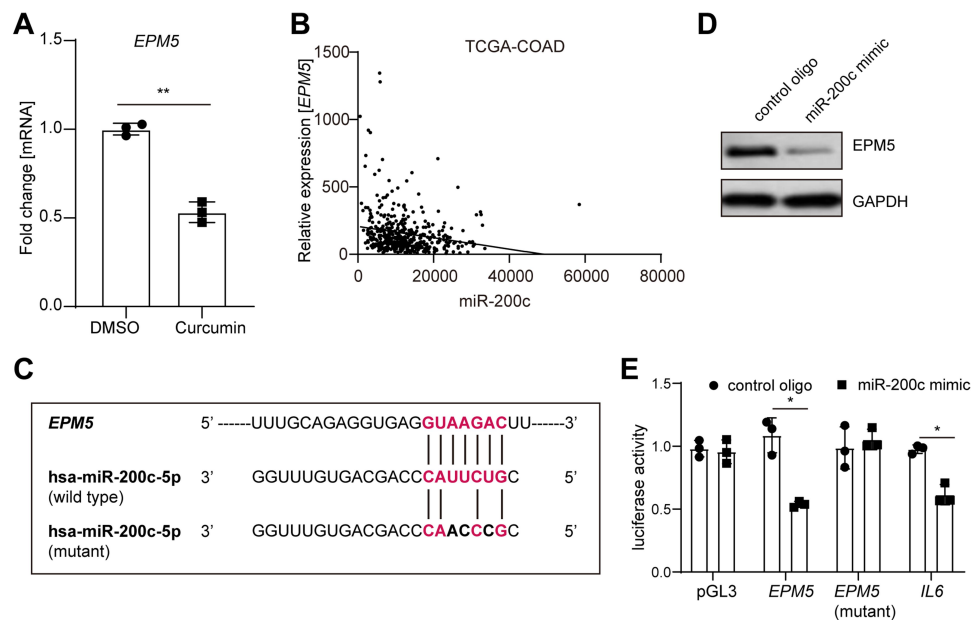 A
EPM5
Fold change [mRNA]
1.5
1.0
0.5
0.0
**
DMSO
Curcumin
B
TCGA-COAD
Relative expression [EPM5]
1500
1000
500
0
0
20000
40000
60000
80000
miR-200c
D
control oligo
miR-200c mimic
EPM5
GAPDH
C
EPM5 5’ ------UUUGCAGAGGUGAGGUAAGACUU------3’
hsa-miR-200c-5p 3’ GGUUUGUGACGACCCAUUCUGC 5’
(wild type)
hsa-miR-200c-5p 3’ GGUUUGUGACGACCCAACCCGC 5’
(mutant)
E
control oligo
miR-200c mimic
luciferase activity
1.5
1.0
0.5
0.0
*
*
pGL3
EPM5
EPM5
(mutant)
IL6